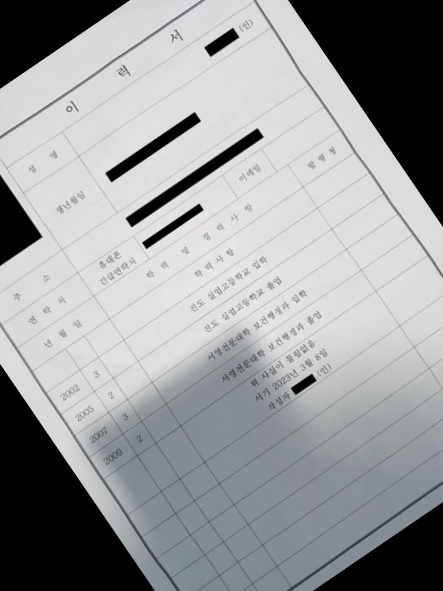 이 력 서
성 명
(인)
생년월일
주 소
연 락 처
휴대폰
긴급연락처
이메일
년 월 일
학 력 및 경 력 사 항
발 령 청
학 력 사 항
2002 3 진도 실업고등학교 입학
2005 2 진도 실업고등학교 졸업
2007 3 서영전문대학 보건행정과 입학
2009 2 서영전문대학 보건행정과 졸업
위 사실이 틀림없음
서기 2023년 3월 8일
작성자 (인)